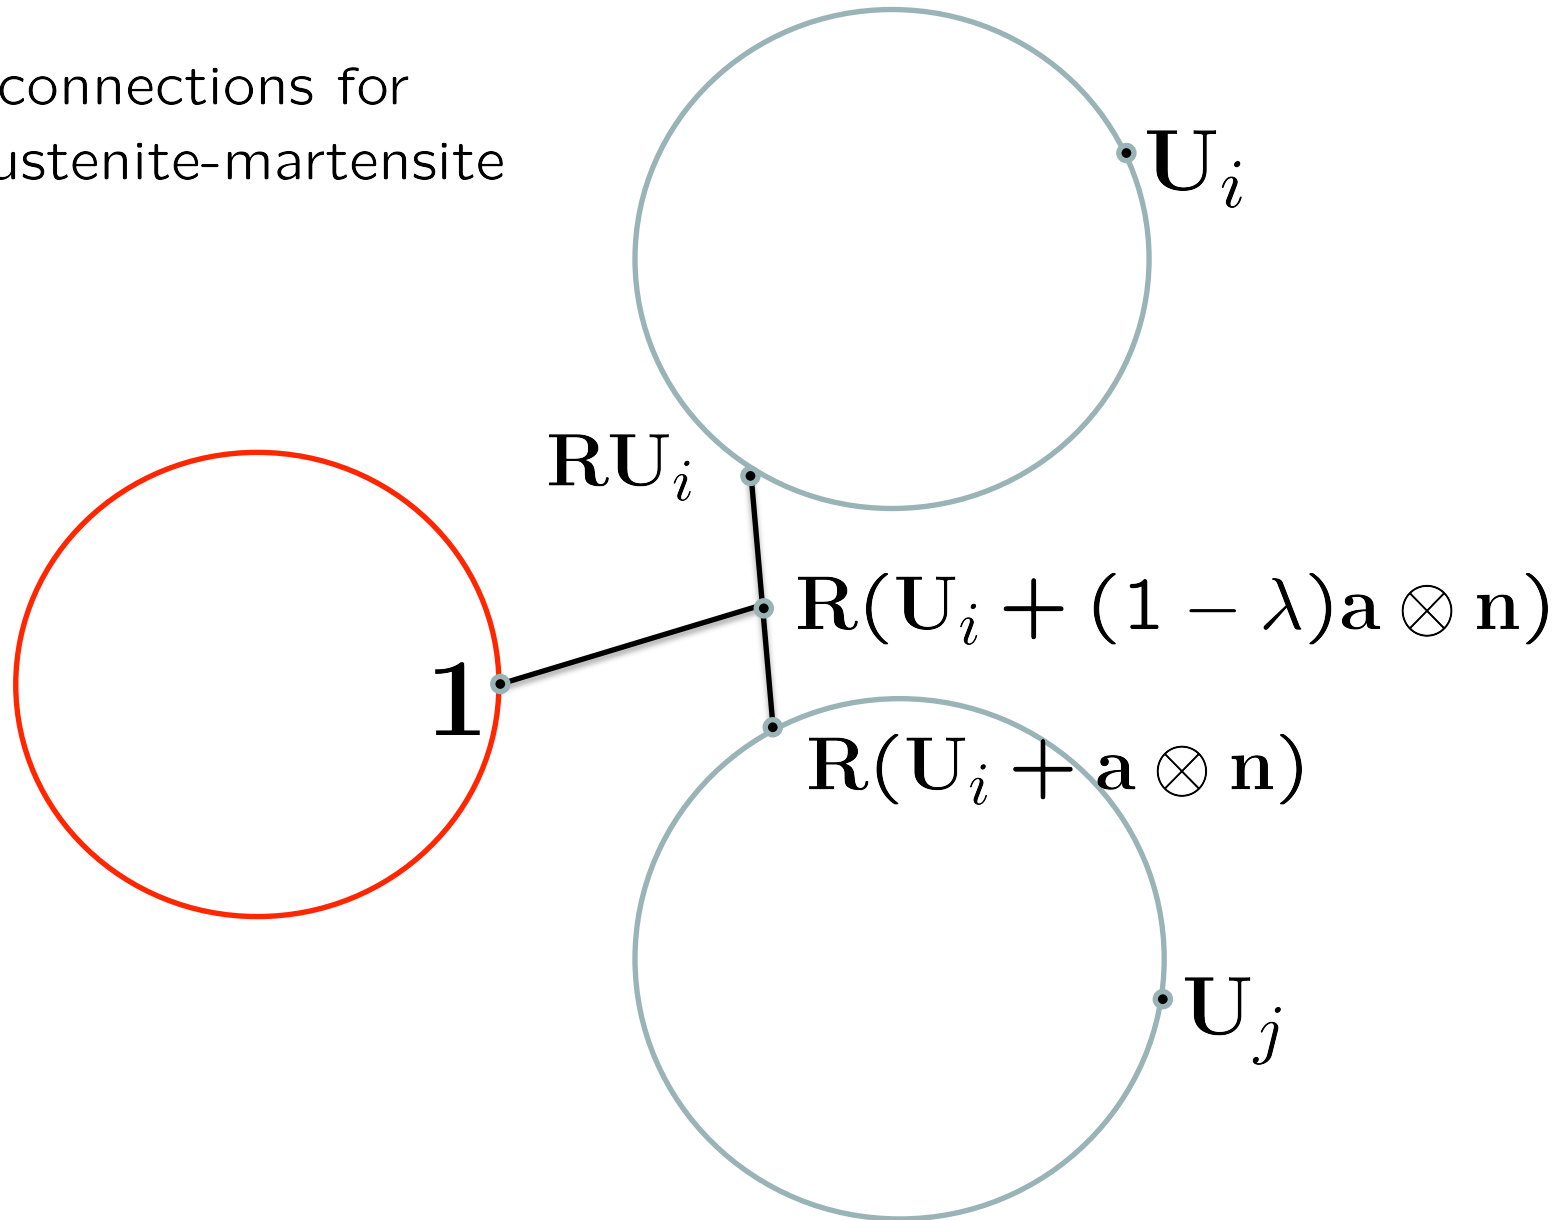 connections for
ustenite-martensite
U_i
RU_i
R(U_i + (1 − λ)a ⊗ n)
1
R(U_i + a ⊗ n)
U_j